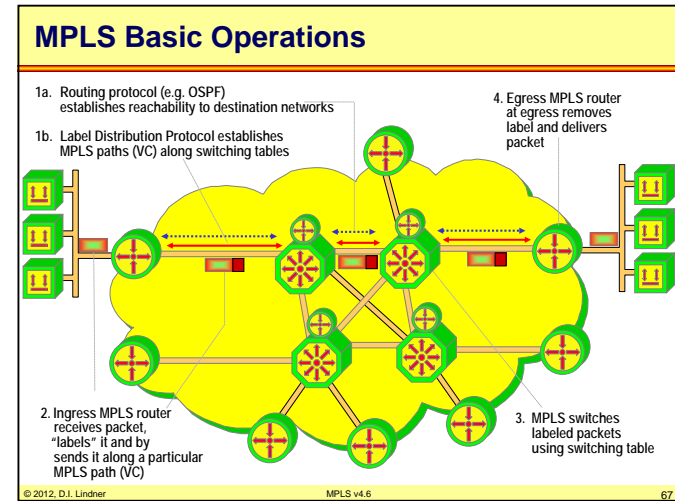 MPLS Basic Operations
1a. Routing protocol (e.g. OSPF)
establishes reachability to destination networks
1b. Label Distribution Protocol establishes
MPLS paths (VC) along switching tables
4. Egress MPLS router
at egress removes
label and delivers
packet
2. Ingress MPLS router
receives packet,
"labels" it and by
sends it along a particular
MPLS path (VC)
3. MPLS switches
labeled packets
using switching table
© 2012, D.I. Lindner
MPLS v4.6
67